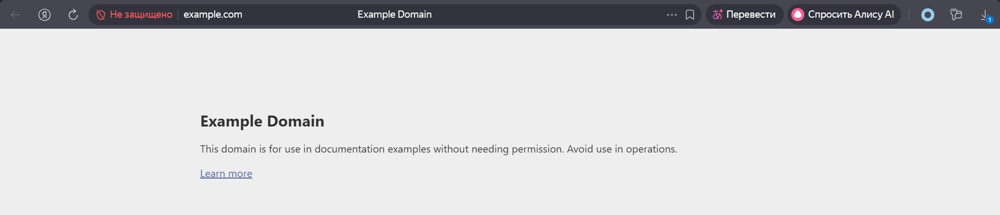 Я Не защищено example.com Example Domain ··· あ Перевести Спросить Алису AI 1
Example Domain
This domain is for use in documentation examples without needing permission. Avoid use in operations.
Learn more